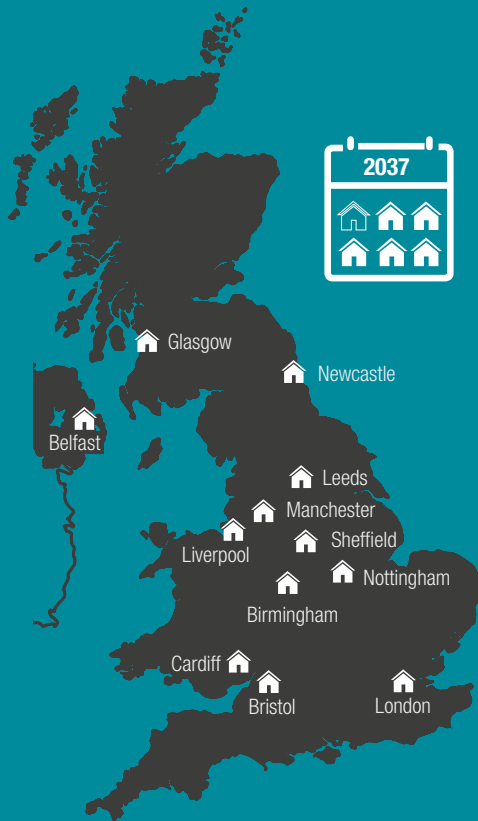 2037
Glasgow
Newcastle
Belfast
Leeds
Manchester
Sheffield
Liverpool
Nottingham
Birmingham
Cardiff
Bristol
London